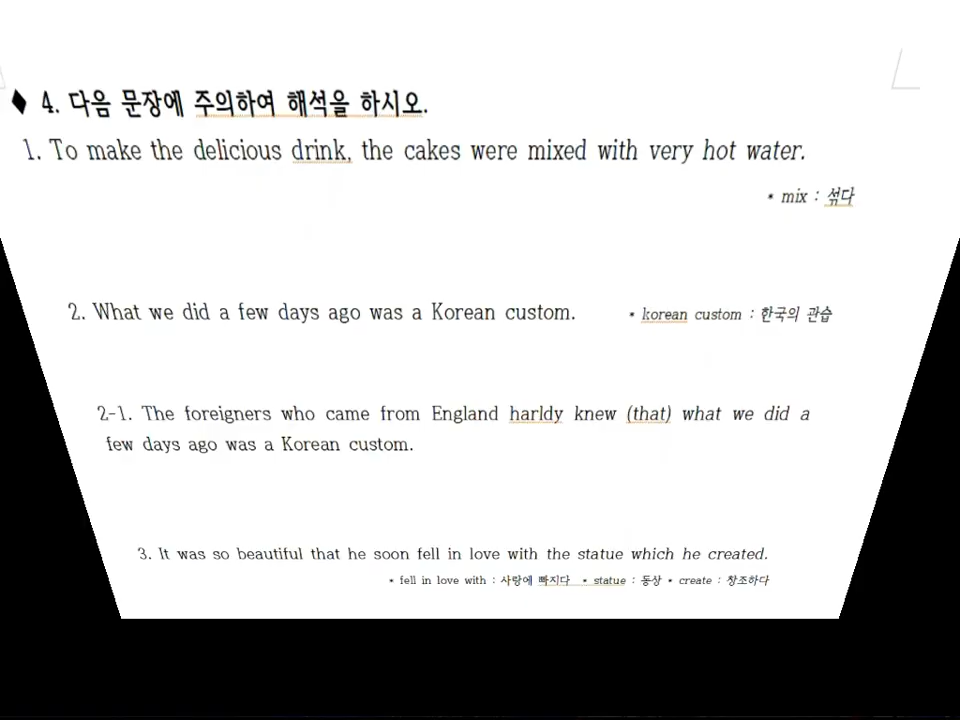 ◆ 4. 다음 문장에 주의하여 해석을 하시오.
1. To make the delicious drink, the cakes were mixed with very hot water.
* mix : 섞다
2. What we did a few days ago was a Korean custom. * korean custom : 한국의 관습
2-1. The foreigners who came from England harldy knew (that) what we did a
few days ago was a Korean custom.
3. It was so beautiful that he soon fell in love with the statue which he created.
* fell in love with : 사랑에 빠지다 * statue : 동상 * create : 창조하다